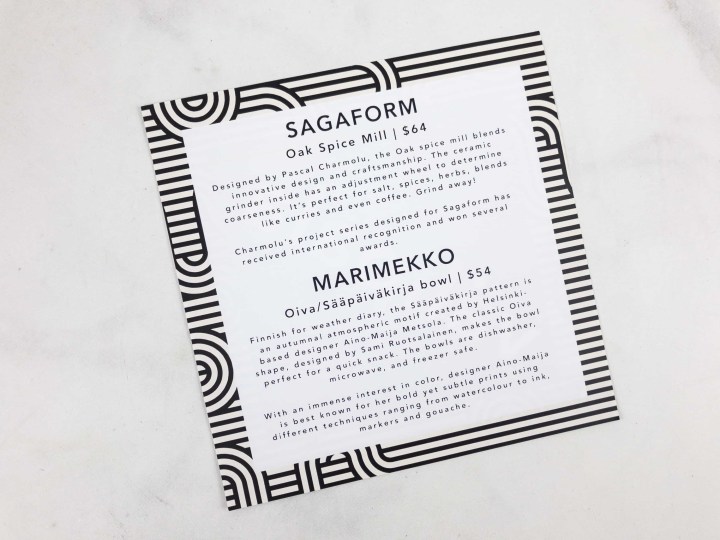 SAGAFORM
Oak Spice Mill | $64
Designed by Pascal Charmolu, the Oak spice mill blends
innovative design and craftsmanship. The ceramic
grinder inside has an adjustment wheel to determine
coarseness. It's perfect for salt, spices, herbs, blends
like curries and even coffee. Grind away!
Charmolu's project series designed for Sagaform has
received international recognition and won several
awards.
MARIMEKKO
Oiva/Sääpäiväkirja bowl | $54
Finnish for weather diary, the Sääpäiväkirja pattern is
an autumnal atmospheric motif created by Helsinki-
based designer Aino-Maija Metsola. The classic Oiva
shape, designed by Sami Ruotsalainen, makes the bowl
perfect for a quick snack. The bowls are dishwasher,
microwave, and freezer safe.
With an immense interest in color, designer Aino-Maija
is best known for her bold yet subtle prints using
different techniques ranging from watercolour to ink,
markers and gouache.